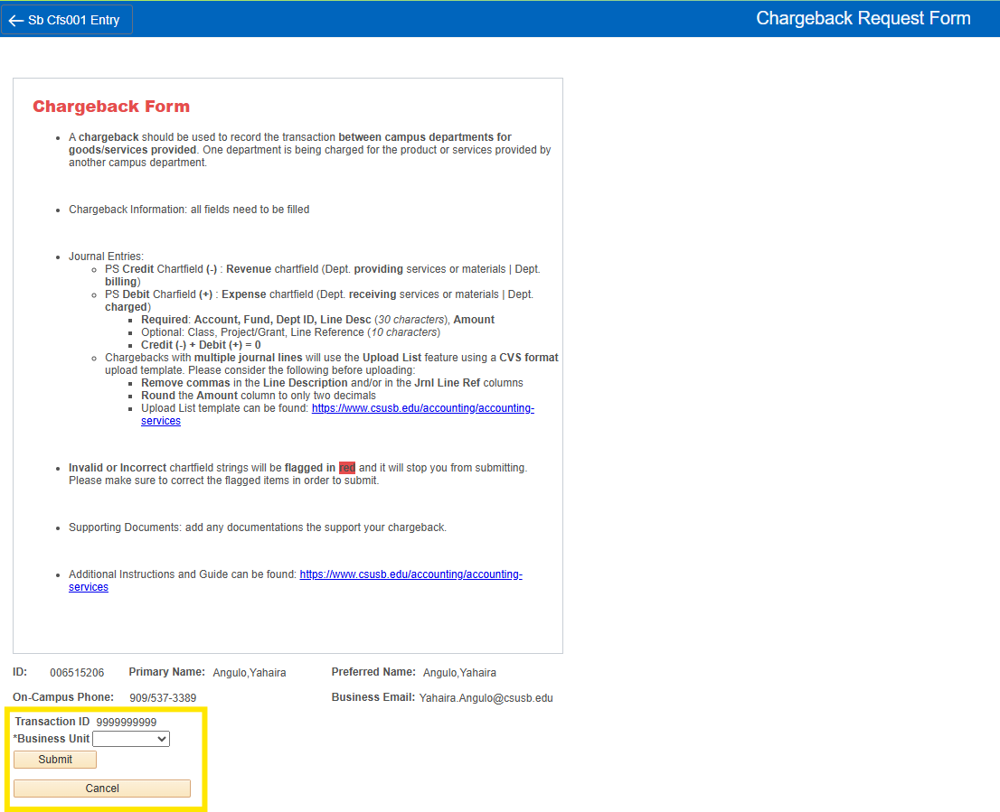 Sb Cfs001 Entry
Chargeback Request Form
Chargeback Form
A chargeback should be used to record the transaction between campus departments for
goods/services provided. One department is being charged for the product or services provided by
another campus department.
Chargeback Information: all fields need to be filled
Journal Entries:
PS Credit Chartfield (-) : Revenue chartfield (Dept. providing services or materials | Dept.
billing)
PS Debit Charfield (+) : Expense chartfield (Dept. receiving services or materials | Dept.
charged)
Required: Account, Fund, Dept ID, Line Desc (30 characters), Amount
Optional: Class, Project/Grant, Line Reference (10 characters)
Credit (-) + Debit (+) = 0
Chargebacks with multiple journal lines will use the Upload List feature using a CVS format
upload template. Please consider the following before uploading:
Remove commas in the Line Description and/or in the Jrnl Line Ref columns
Round the Amount column to only two decimals
Upload List template can be found: https://www.csusb.edu/accounting/accounting-
services
Invalid or Incorrect chartfield strings will be flagged in red and it will stop you from submitting.
Please make sure to correct the flagged items in order to submit.
Supporting Documents: add any documentations the support your chargeback.
Additional Instructions and Guide can be found: https://www.csusb.edu/accounting/accounting-
services
ID: 006515206 Primary Name: Angulo,Yahaira Preferred Name: Angulo,Yahaira
On-Campus Phone: 909/537-3389 Business Email: Yahaira.Angulo@csusb.edu
Transaction ID 9999999999
*Business Unit
Submit
Cancel